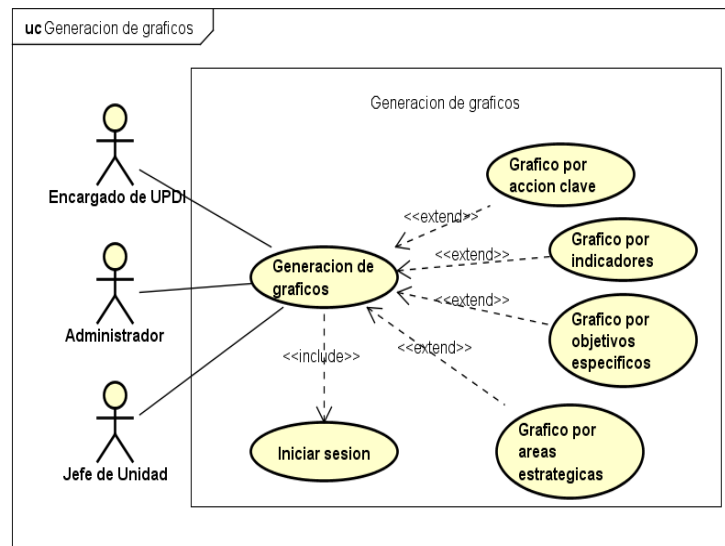 uc Generacion de graficos
Generacion de graficos
Encargado de UPDI
Administrador
Jefe de Unidad
Generacion de
graficos
Iniciar sesion
<<include>>
<<extend>>
<<extend>>
<<extend>>
<<extend>>
Grafico por
accion clave
Grafico por
indicadores
Grafico por
objetivos
especificos
Grafico por
areas
estrategicas